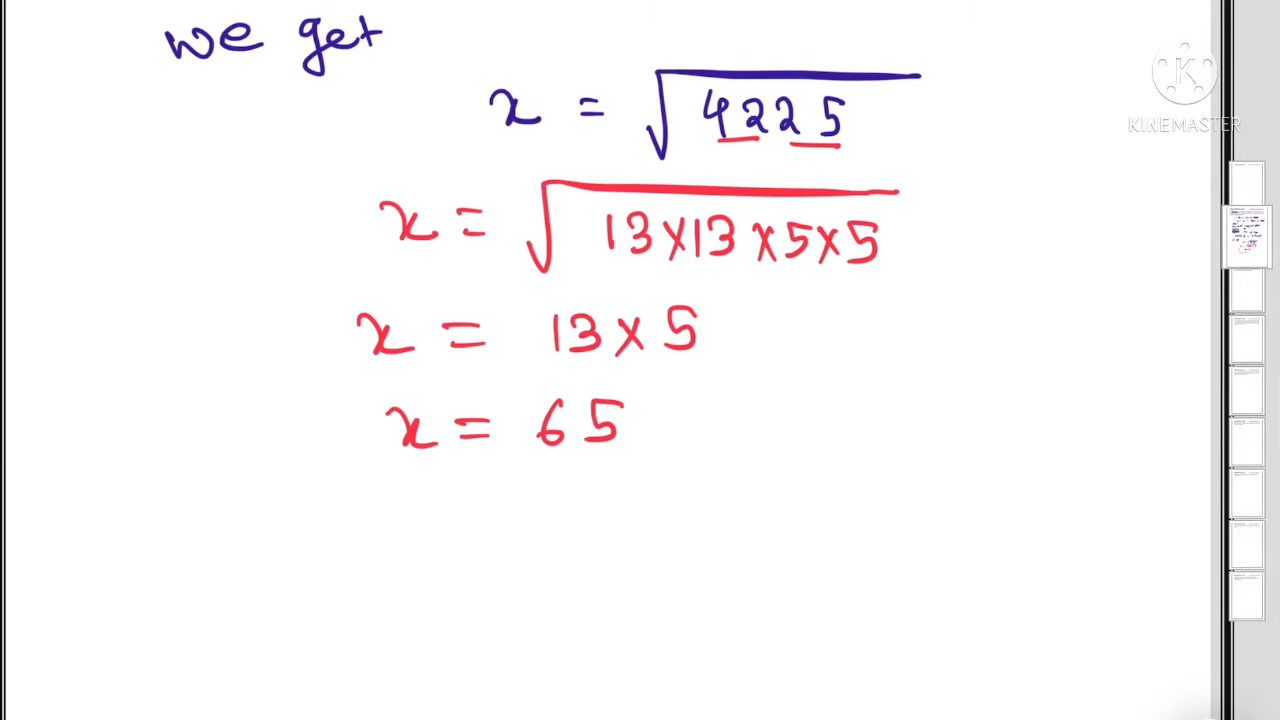 we get
x = √4225
KINEMASTER
x = √13×13×5×5
x = 13×5
x = 65